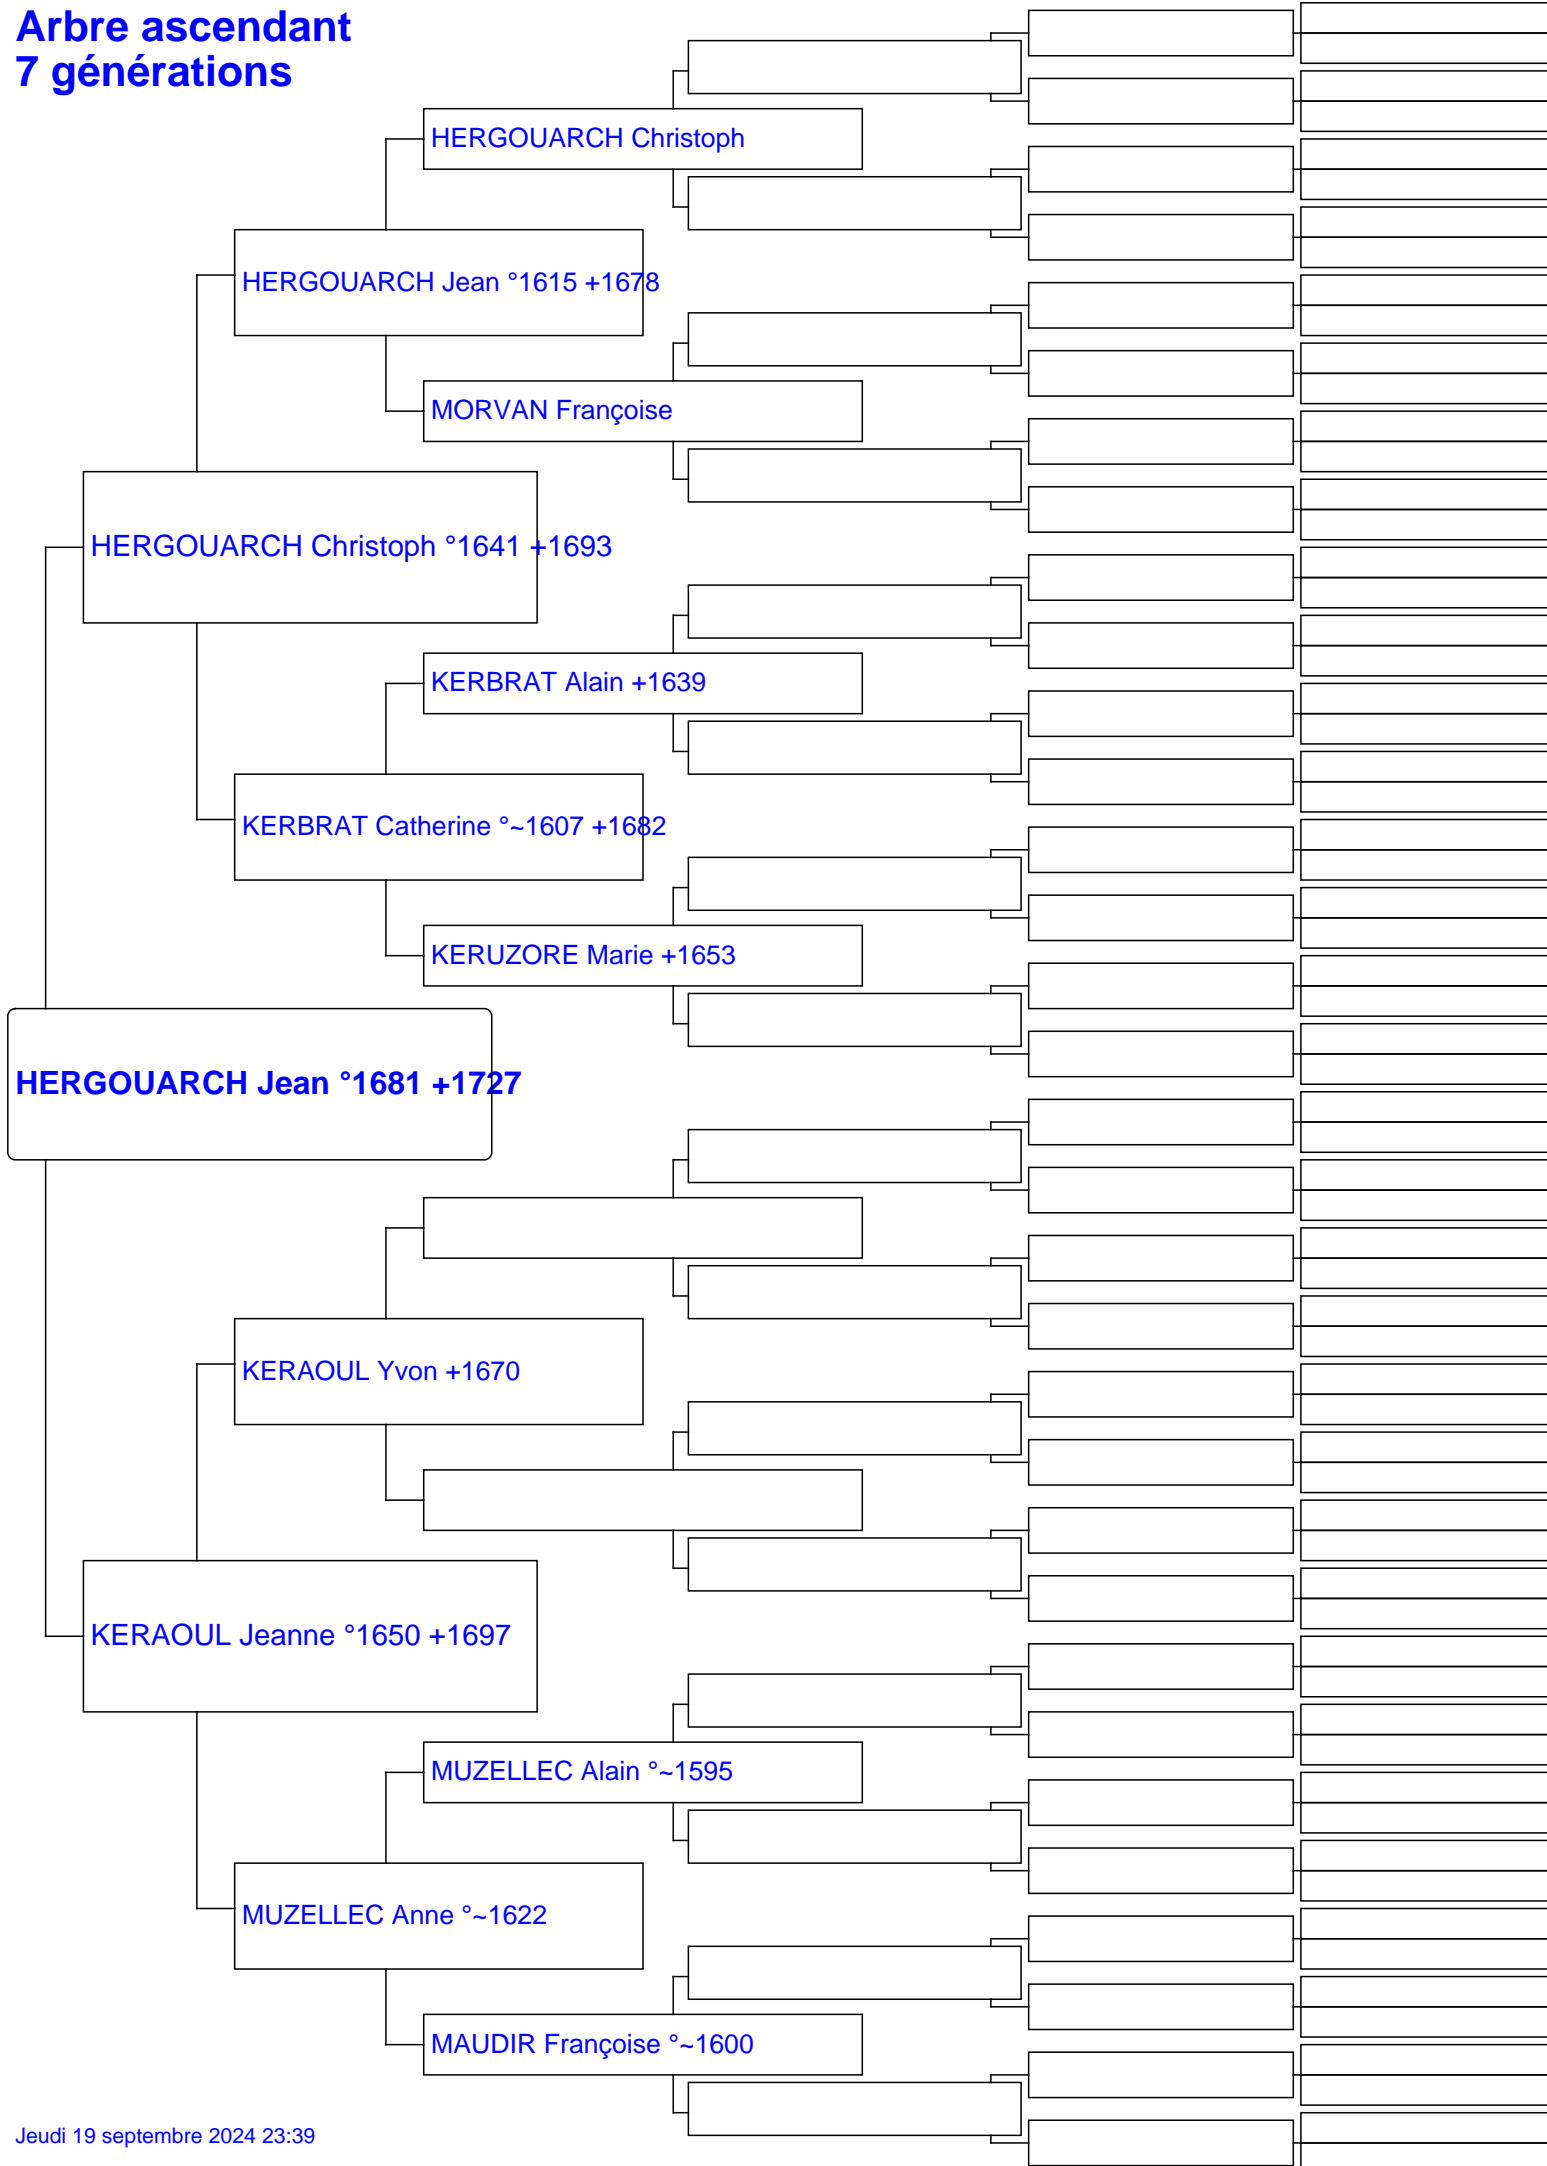 Arbre ascendant
7 générations
HERGOUARCH Christoph
HERGOUARCH Jean °1615 +1678
MORVAN Françoise
HERGOUARCH Christoph °1641 +1693
KERBRAT Alain +1639
KERBRAT Catherine °~1607 +1682
KERUZORE Marie +1653
HERGOUARCH Jean °1681 +1727
KERAOUL Yvon +1670
KERAOUL Jeanne °1650 +1697
MUZELLEC Alain °~1595
MUZELLEC Anne °~1622
MAUDIR Françoise °~1600
Jeudi 19 septembre 2024 23:39